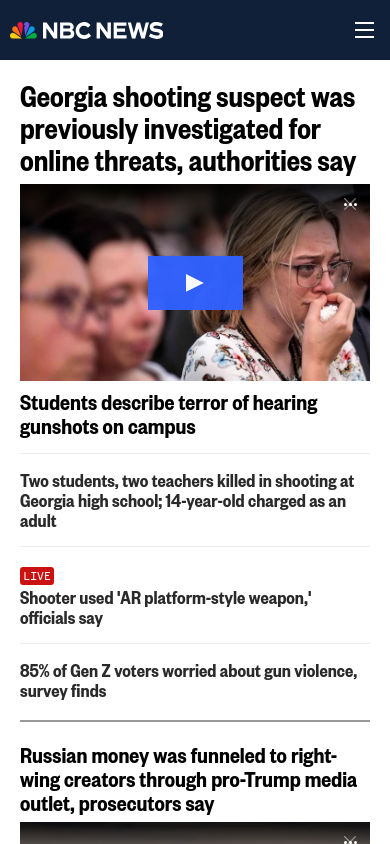 NBC NEWS
Georgia shooting suspect was
previously investigated for
online threats, authorities say
Students describe terror of hearing
gunshots on campus
Two students, two teachers killed in shooting at
Georgia high school; 14-year-old charged as an
adult
LIVE
Shooter used 'AR platform-style weapon,'
officials say
85% of Gen Z voters worried about gun violence,
survey finds
Russian money was funneled to right-
wing creators through pro-Trump media
outlet, prosecutors say